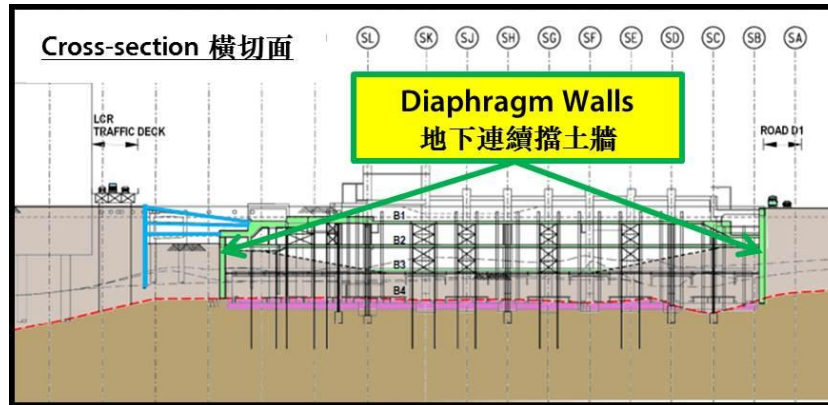 Cross-section 橫切面
SL SK SJ SH SG SF SE SD SC SB SA
Diaphragm Walls
地下連續擋土牆
LCR
TRAFFIC DECK
ROAD D1
B1
B2
B3
B4